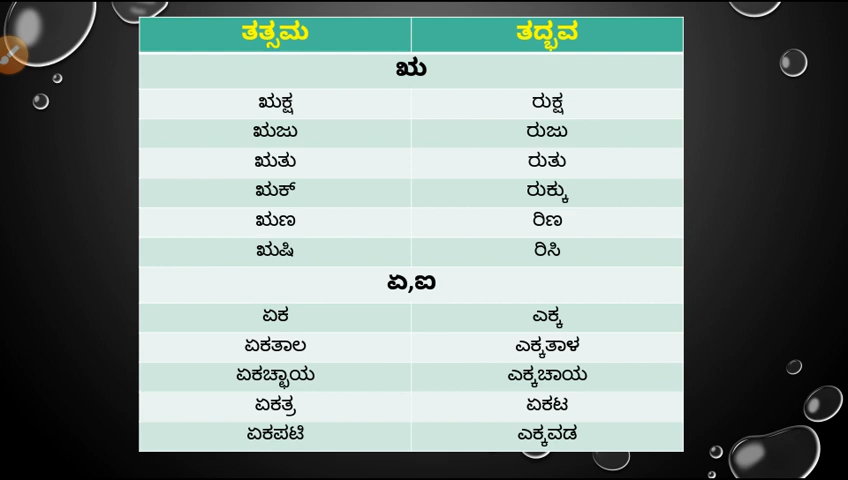 ತತ್ಸಮ ತದ್ಭವ
ಋ
ಋಕ್ಷ ರುಕ್ಷ
ಋಜು ರುಜು
ಋತು ರುತು
ಋಕ್ ರುಕ್ಕು
ಋಣ ರಿಣ
ಋಷಿ ರಿಸಿ
ಏ,ಐ
ಏಕ ಎಕ್ಕ
ಏಕತಾಲ ಎಕ್ಕತಾಳ
ಏಕಚ್ಛಾಯ ಎಕ್ಕಚಾಯ
ಏಕತ್ರ ಏಕಟ
ಏಕಪಟಿ ಎಕ್ಕವಡ